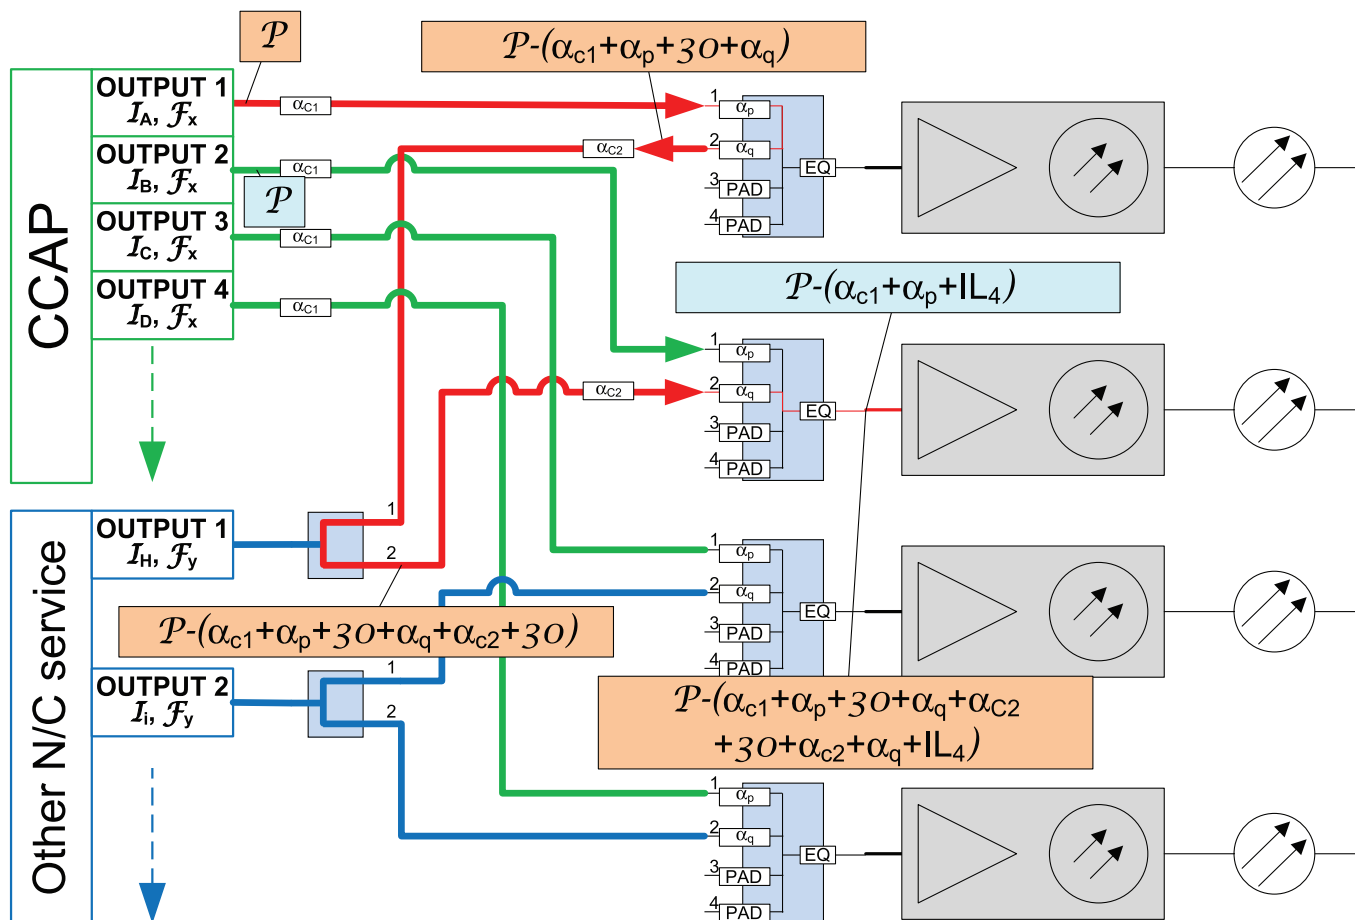 𝒫
𝒫-(αc1+αp+30+αq)
CCAP
OUTPUT 1
IA, ℱx
αC1
OUTPUT 2
IB, ℱx
αC1
𝒫
OUTPUT 3
IC, ℱx
αC1
OUTPUT 4
ID, ℱx
αC1
1
αp
αC2
2
αq
EQ
3
PAD
4
PAD
𝒫-(αc1+αp+IL4)
1
αp
αC2
2
αq
EQ
3
PAD
4
PAD
Other N/C service
OUTPUT 1
IH, ℱy
1
2
𝒫-(αc1+αp+30+αq+αc2+30)
OUTPUT 2
Ii, ℱy
1
2
1
αp
2
αq
EQ
3
PAD
4
PAD
𝒫-(αc1+αp+30+αq+αC2
+30+αc2+αq+IL4)
1
αp
2
αq
EQ
3
PAD
4
PAD